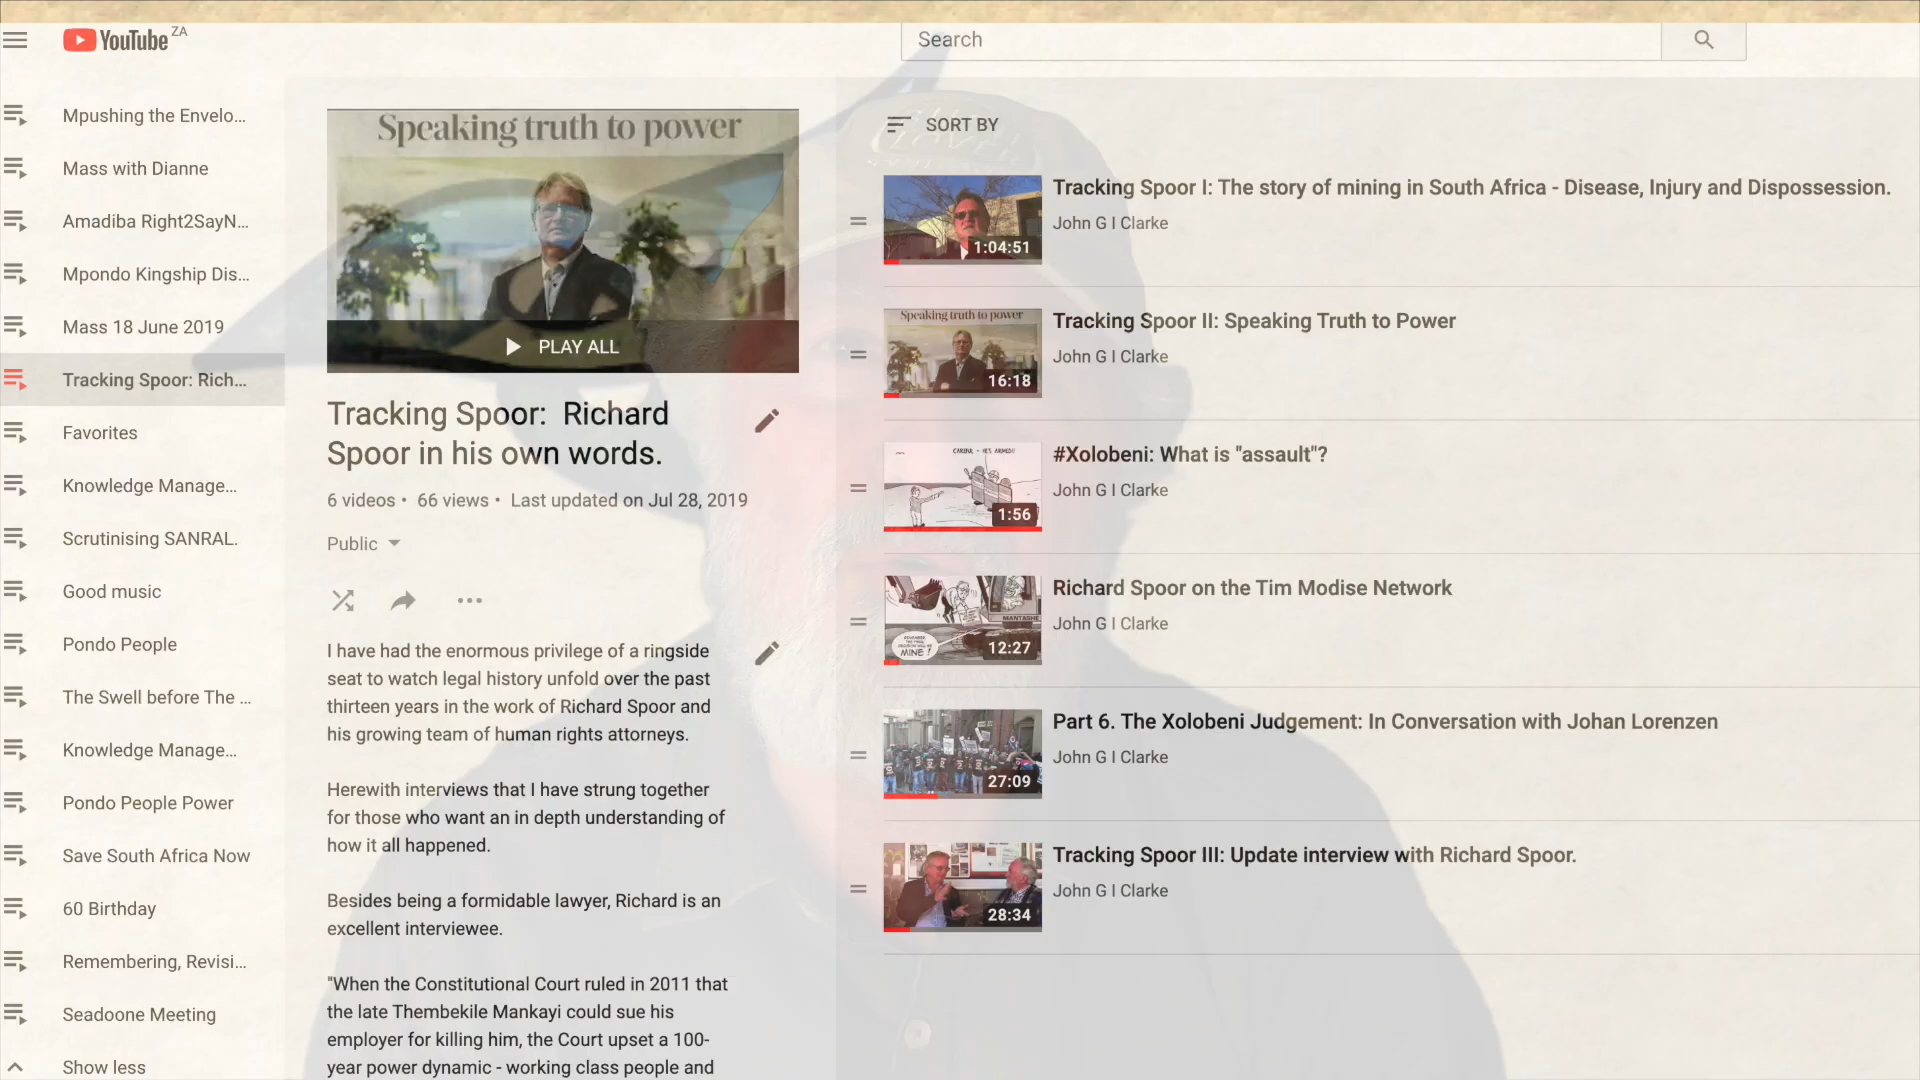 YouTube ZA
Search
Mpushing the Envelo...
Mass with Dianne
Amadiba Right2SayN...
Mpondo Kingship Dis...
Mass 18 June 2019
Tracking Spoor: Rich...
Favorites
Knowledge Manage...
Scrutinising SANRAL.
Good music
Pondo People
The Swell before The ...
Knowledge Manage...
Pondo People Power
Save South Africa Now
60 Birthday
Remembering, Revisi...
Seadoone Meeting
Show less
Speaking truth to power
PLAY ALL
Tracking Spoor: Richard
Spoor in his own words.
6 videos • 66 views • Last updated on Jul 28, 2019
Public
I have had the enormous privilege of a ringside
seat to watch legal history unfold over the past
thirteen years in the work of Richard Spoor and
his growing team of human rights attorneys.
Herewith interviews that I have strung together
for those who want an in depth understanding of
how it all happened.
Besides being a formidable lawyer, Richard is an
excellent interviewee.
"When the Constitutional Court ruled in 2011 that
the late Thembekile Mankayi could sue his
employer for killing him, the Court upset a 100-
year power dynamic - working class people and
SORT BY
1:04:51
Tracking Spoor I: The story of mining in South Africa - Disease, Injury and Dispossession.
John G I Clarke
Speaking truth to power
16:18
Tracking Spoor II: Speaking Truth to Power
John G I Clarke
CAREFUL - HE'S ARMED!!
1:56
#Xolobeni: What is "assault"?
John G I Clarke
MINE!
12:27
Richard Spoor on the Tim Modise Network
John G I Clarke
27:09
Part 6. The Xolobeni Judgement: In Conversation with Johan Lorenzen
John G I Clarke
28:34
Tracking Spoor III: Update interview with Richard Spoor.
John G I Clarke